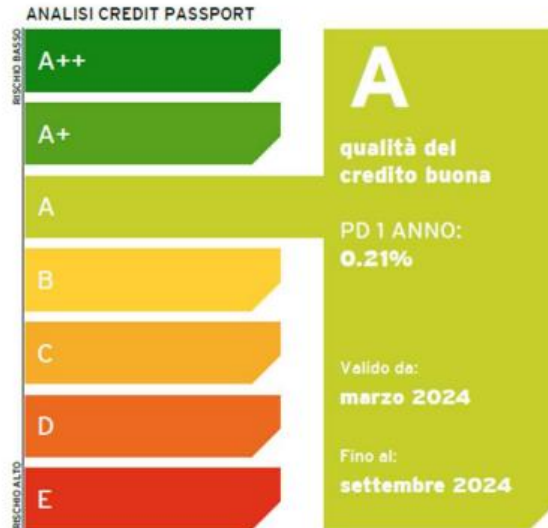 ANALISI CREDIT PASSPORT
RISCHIO BASSO
A++
A+
A
B
C
D
E
RISCHIO ALTO
A
qualità del
credito buona
PD 1 ANNO:
0.21%
Valido da:
marzo 2024
Fino al:
settembre 2024